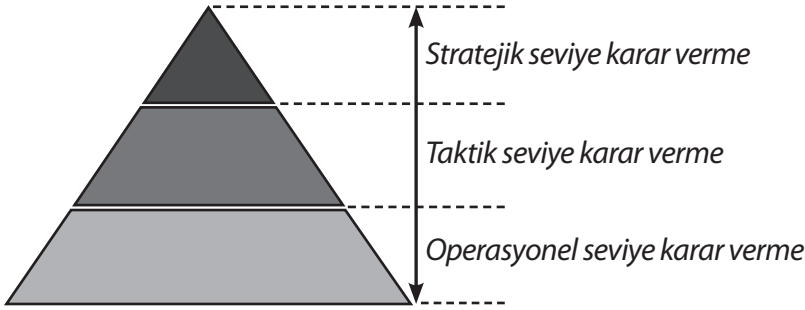 Stratejik seviye karar verme
Taktik seviye karar verme
Operasyonel seviye karar verme